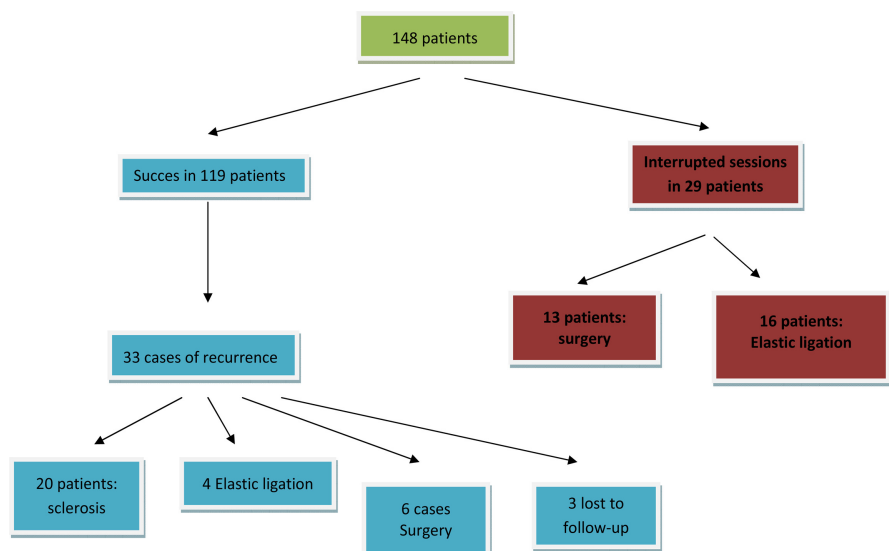 148 patients
Succes in 119 patients
Interrupted sessions
in 29 patients
13 patients:
surgery
16 patients:
Elastic ligation
33 cases of recurrence
20 patients:
sclerosis
4 Elastic ligation
6 cases
Surgery
3 lost to
follow-up